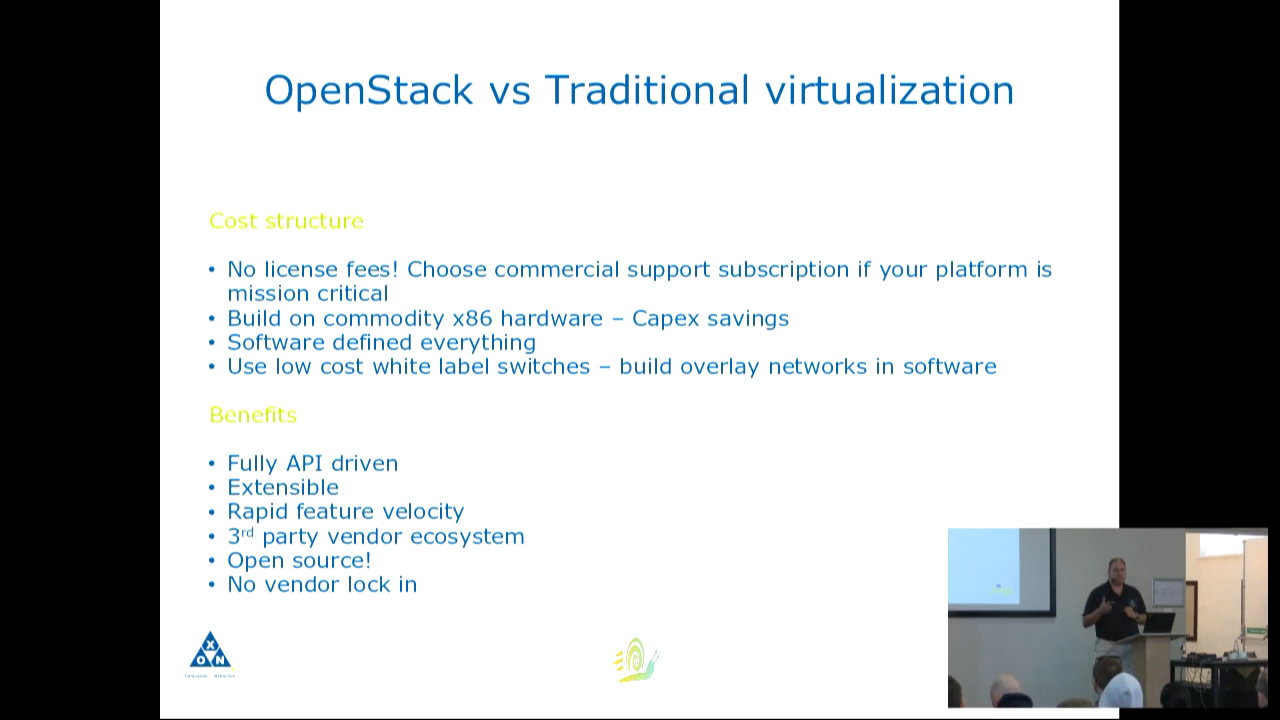 OpenStack vs Traditional virtualization
Cost structure
• No license fees! Choose commercial support subscription if your platform is
mission critical
• Build on commodity x86 hardware – Capex savings
• Software defined everything
• Use low cost white label switches – build overlay networks in software
Benefits
• Fully API driven
• Extensible
• Rapid feature velocity
• 3rd party vendor ecosystem
• Open source!
• No vendor lock in
X
O N